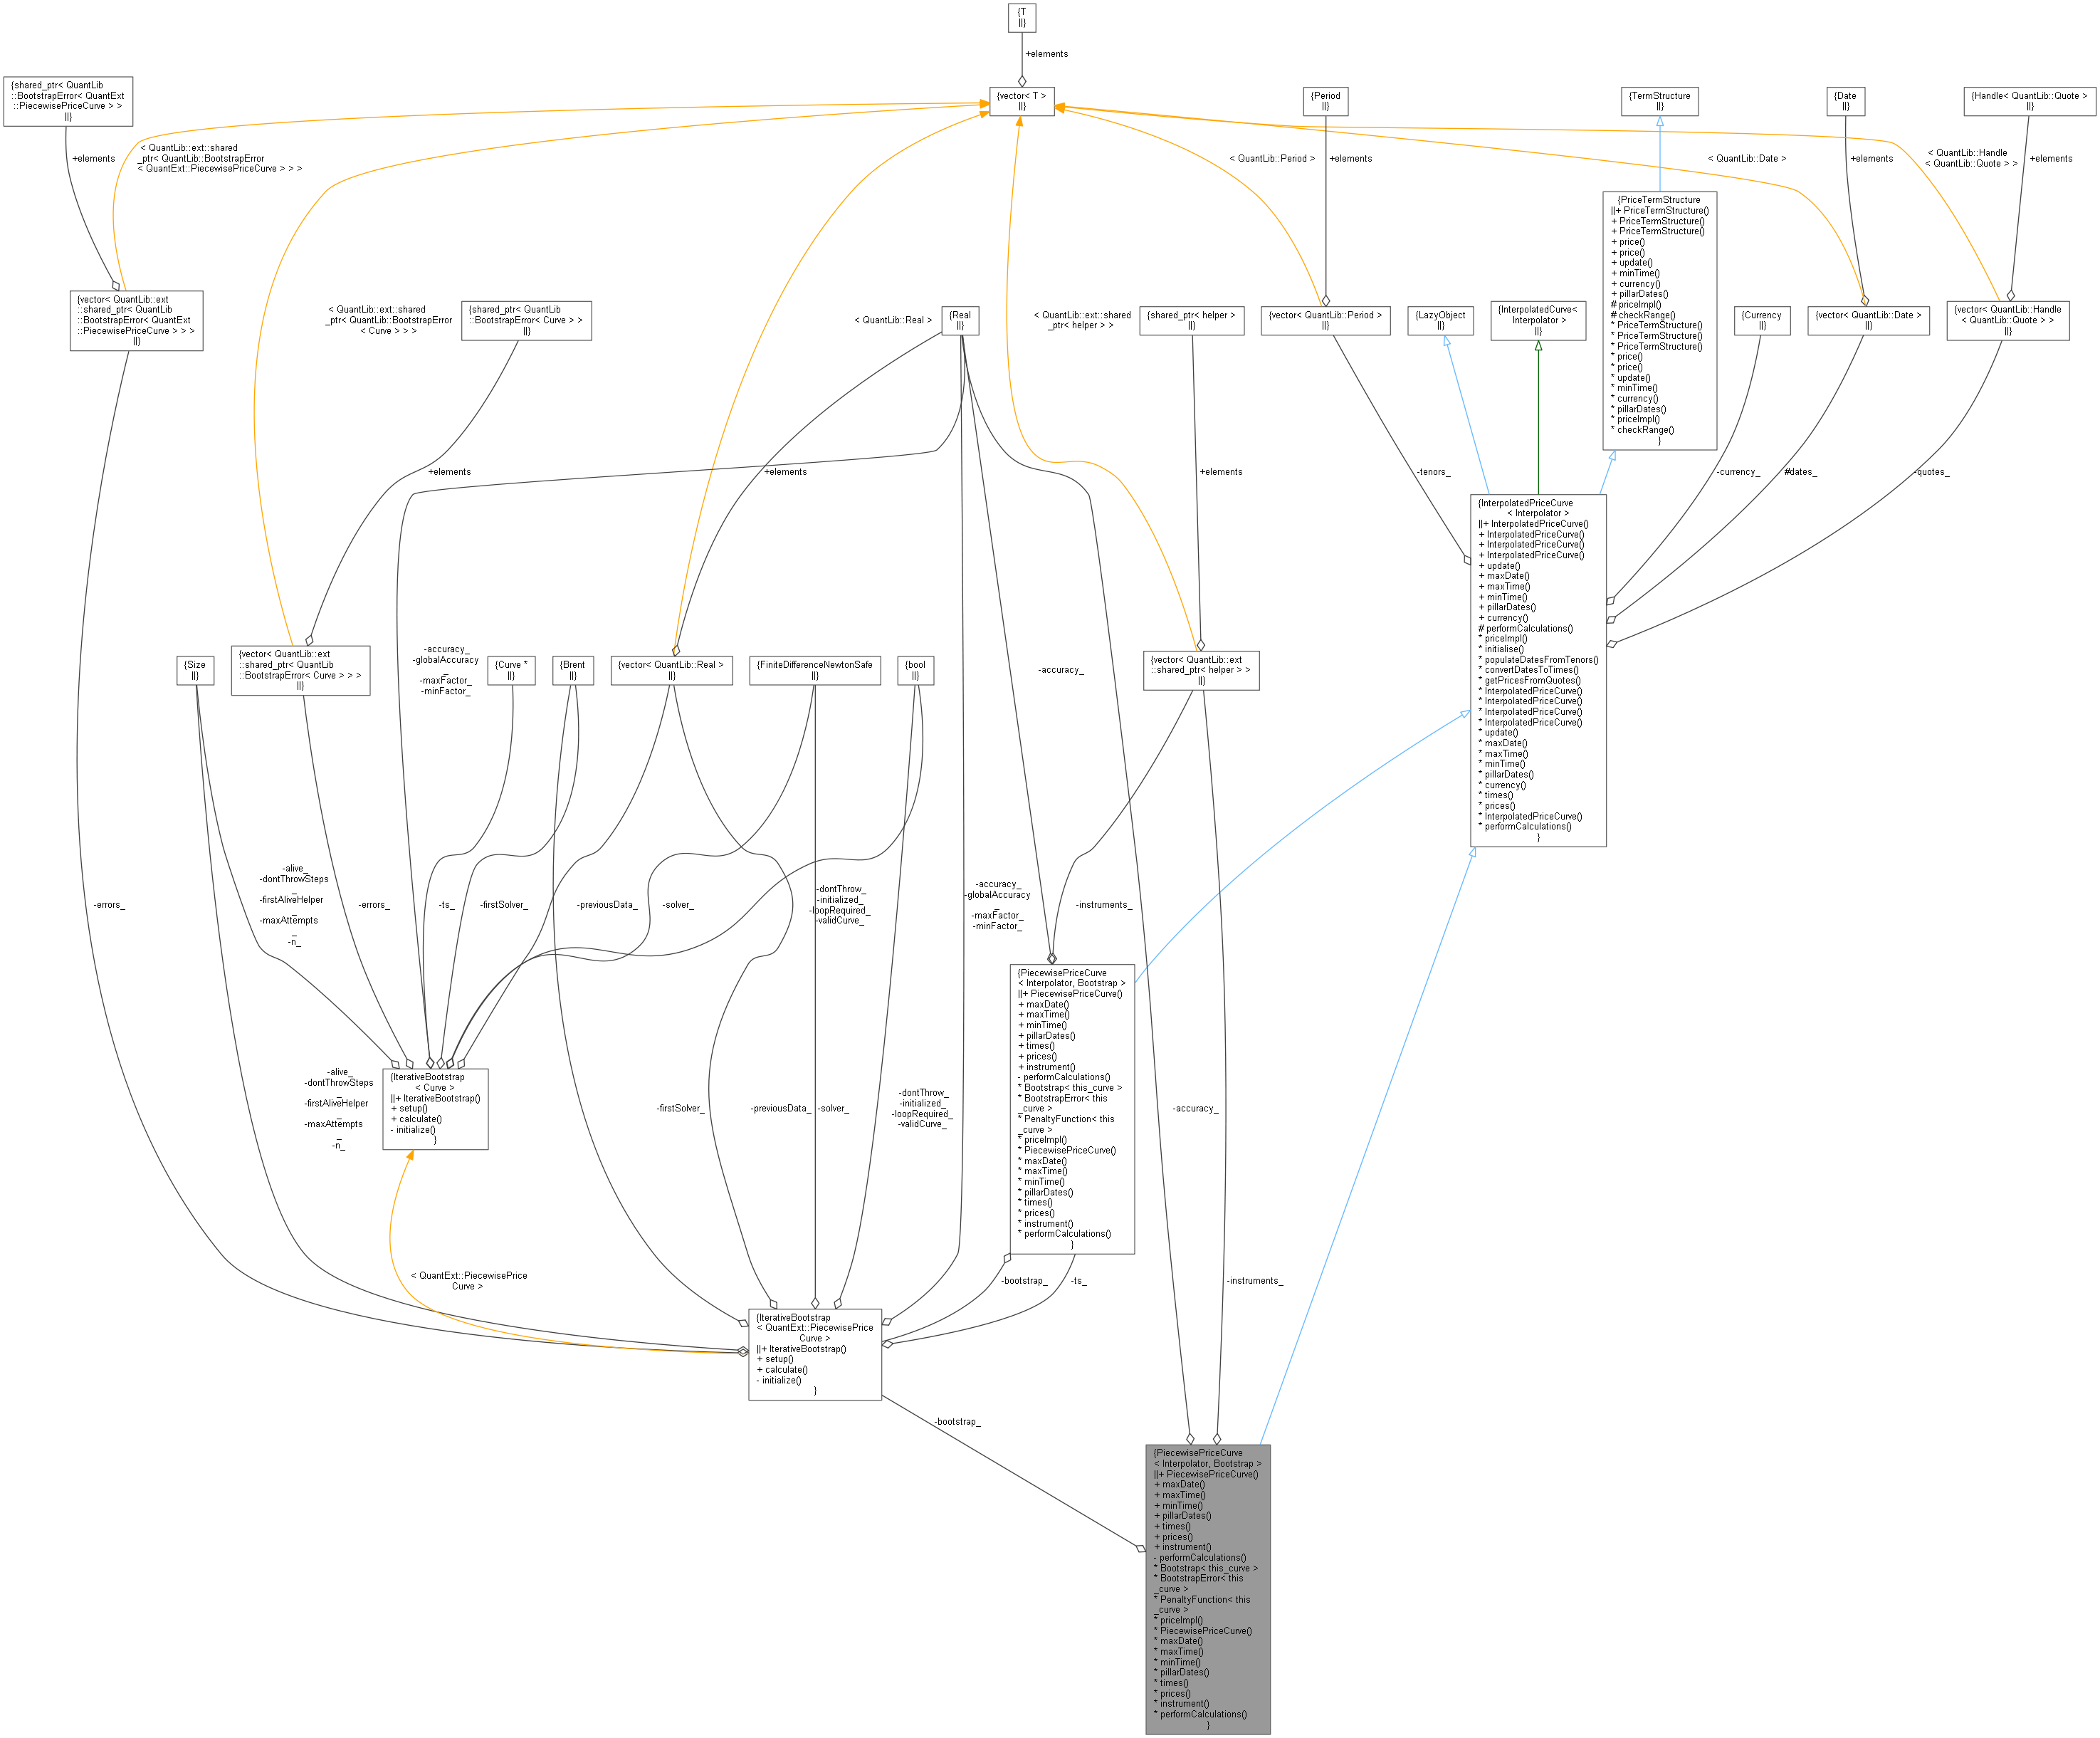 {T
||}
+elements
{shared_ptr< QuantLib
::BootstrapError< QuantExt
::PiecewisePriceCurve > >
||}
{vector< T >
||}
{Period
||}
{TermStructure
||}
{Date
||}
{Handle< QuantLib::Quote >
||}
+elements
< QuantLib::ext::shared
_ptr< QuantLib::BootstrapError
< QuantExt::PiecewisePriceCurve > > >
< QuantLib::Period >
+elements
< QuantLib::Date >
+elements
< QuantLib::Handle
< QuantLib::Quote > >
+elements
{PriceTermStructure
||+ PriceTermStructure()
+ PriceTermStructure()
+ PriceTermStructure()
+ price()
+ price()
+ update()
+ minTime()
+ currency()
+ pillarDates()
# priceImpl()
# checkRange()
* PriceTermStructure()
* PriceTermStructure()
* PriceTermStructure()
* price()
* price()
* update()
* minTime()
* currency()
* pillarDates()
* priceImpl()
* checkRange()
}
{vector< QuantLib::ext
::shared_ptr< QuantLib
::BootstrapError< QuantExt
::PiecewisePriceCurve > > >
||}
< QuantLib::ext::shared
_ptr< QuantLib::BootstrapError
< Curve > > >
{shared_ptr< QuantLib
::BootstrapError< Curve > >
||}
< QuantLib::Real >
{Real
||}
< QuantLib::ext::shared
_ptr< helper > >
{shared_ptr< helper >
||}
{vector< QuantLib::Period >
||}
{LazyObject
||}
{InterpolatedCurve<
Interpolator >
||}
{Currency
||}
{vector< QuantLib::Date >
||}
{vector< QuantLib::Handle
< QuantLib::Quote > >
||}
+elements
+elements
+elements
-tenors_
-currency_
#dates_
-quotes_
{InterpolatedPriceCurve
< Interpolator >
||+ InterpolatedPriceCurve()
+ InterpolatedPriceCurve()
+ InterpolatedPriceCurve()
+ InterpolatedPriceCurve()
+ update()
+ maxDate()
+ maxTime()
+ minTime()
+ pillarDates()
+ currency()
# performCalculations()
* priceImpl()
* initialise()
* populateDatesFromTenors()
* convertDatesToTimes()
* getPricesFromQuotes()
* InterpolatedPriceCurve()
* InterpolatedPriceCurve()
* InterpolatedPriceCurve()
* InterpolatedPriceCurve()
* update()
* maxDate()
* maxTime()
* minTime()
* pillarDates()
* currency()
* times()
* prices()
* InterpolatedPriceCurve()
* performCalculations()
}
{Size
||}
{vector< QuantLib::ext
::shared_ptr< QuantLib
::BootstrapError< Curve > > >
||}
-accuracy_
-globalAccuracy
_
-maxFactor_
-minFactor_
{Curve *
||}
{Brent
||}
{vector< QuantLib::Real >
||}
{FiniteDifferenceNewtonSafe
||}
{bool
||}
-accuracy_
{vector< QuantLib::ext
::shared_ptr< helper > >
||}
-errors_
-alive_
-dontThrowSteps
_
-firstAliveHelper
_
-maxAttempts
_
-n_
-errors_
-ts_
-firstSolver_
-previousData_
-solver_
-dontThrow_
-initialized_
-loopRequired_
-validCurve_
-accuracy_
-globalAccuracy
_
-maxFactor_
-minFactor_
-instruments_
{PiecewisePriceCurve
< Interpolator, Bootstrap >
||+ PiecewisePriceCurve()
+ maxDate()
+ maxTime()
+ minTime()
+ pillarDates()
+ times()
+ prices()
+ instrument()
- performCalculations()
* Bootstrap< this_curve >
* BootstrapError< this
_curve >
* PenaltyFunction< this
_curve >
* priceImpl()
* PiecewisePriceCurve()
* maxDate()
* maxTime()
* minTime()
* pillarDates()
* times()
* prices()
* instrument()
* performCalculations()
}
{IterativeBootstrap
< Curve >
||+ IterativeBootstrap()
+ setup()
+ calculate()
- initialize()
}
-alive_
-dontThrowSteps
_
-firstAliveHelper
_
-maxAttempts
_
-n_
-firstSolver_
-previousData_
-solver_
-dontThrow_
-initialized_
-loopRequired_
-validCurve_
-accuracy_
< QuantExt::PiecewisePrice
Curve >
-bootstrap_
-ts_
-instruments_
{IterativeBootstrap
< QuantExt::PiecewisePrice
Curve >
||+ IterativeBootstrap()
+ setup()
+ calculate()
- initialize()
}
-bootstrap_
{PiecewisePriceCurve
< Interpolator, Bootstrap >
||+ PiecewisePriceCurve()
+ maxDate()
+ maxTime()
+ minTime()
+ pillarDates()
+ times()
+ prices()
+ instrument()
- performCalculations()
* Bootstrap< this_curve >
* BootstrapError< this
_curve >
* PenaltyFunction< this
_curve >
* priceImpl()
* PiecewisePriceCurve()
* maxDate()
* maxTime()
* minTime()
* pillarDates()
* times()
* prices()
* instrument()
* performCalculations()
}